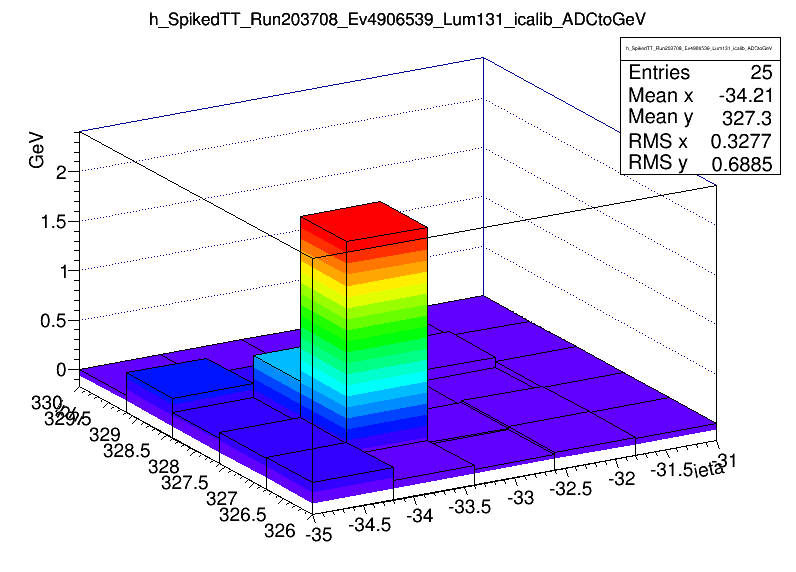 h_SpikedTT_Run203708_Ev4906539_Lum131_icalib_ADCtoGeV
h_SpikedTT_Run203708_Ev4906539_Lum131_icalib_ADCtoGeV
Entries 25
Mean x -34.21
Mean y 327.3
RMS x 0.3277
RMS y 0.6885
GeV
2
1.5
1
0.5
0
330
329.5
329
328.5
328
327.5
327
326.5
326
-35
-34.5
-34
-33.5
-33
-32.5
-32
-31.5
ieta
-31